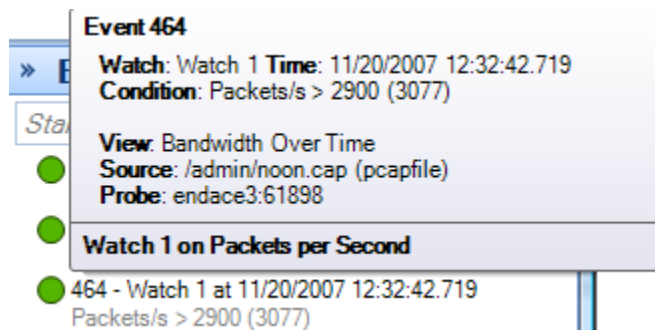 Event 464
Watch: Watch 1 Time: 11/20/2007 12:32:42.719
Condition: Packets/s > 2900 (3077)
View: Bandwidth Over Time
Source: /admin/noon.cap (pcapfile)
Probe: endace3:61898
Watch 1 on Packets per Second
464 - Watch 1 at 11/20/2007 12:32:42.719
Packets/s > 2900 (3077)